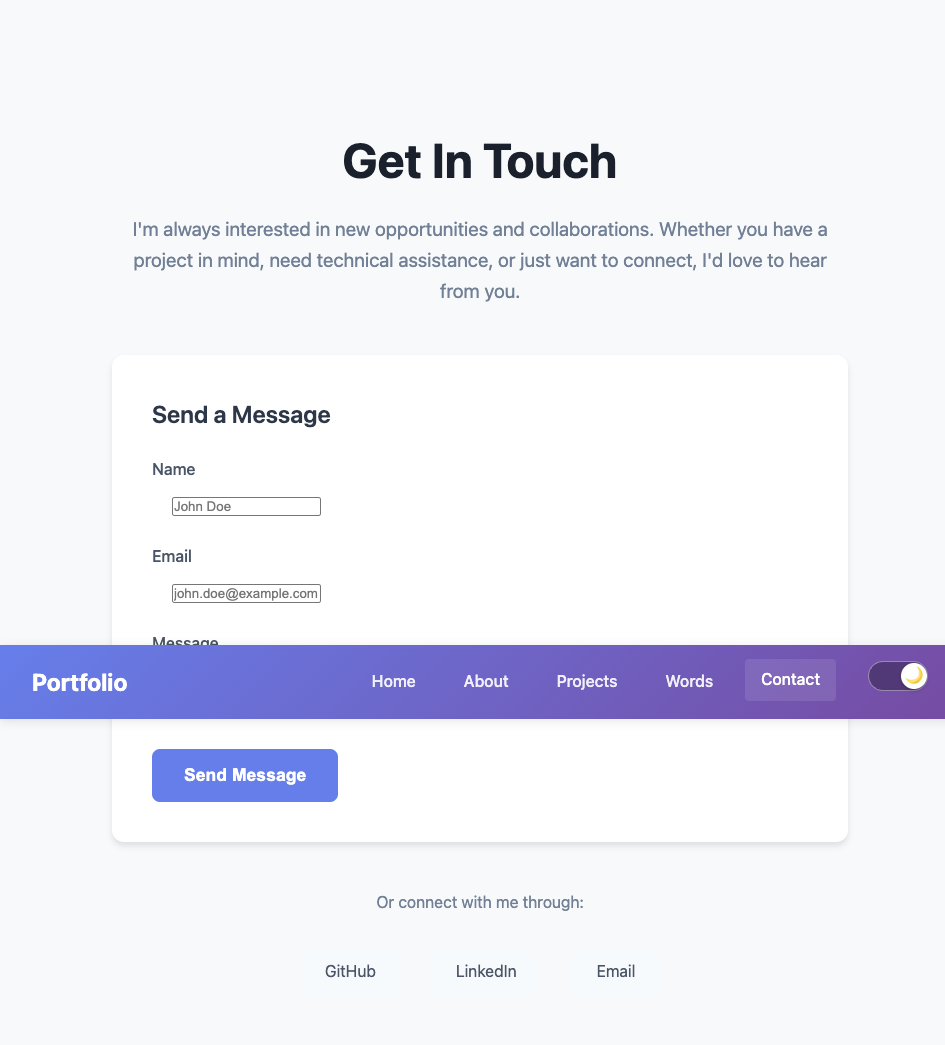 Get In Touch
I'm always interested in new opportunities and collaborations. Whether you have a
project in mind, need technical assistance, or just want to connect, I'd love to hear
from you.
Send a Message
Name
John Doe
Email
john.doe@example.com
Message
Portfolio Home About Projects Words Contact
Send Message
Or connect with me through:
GitHub LinkedIn Email